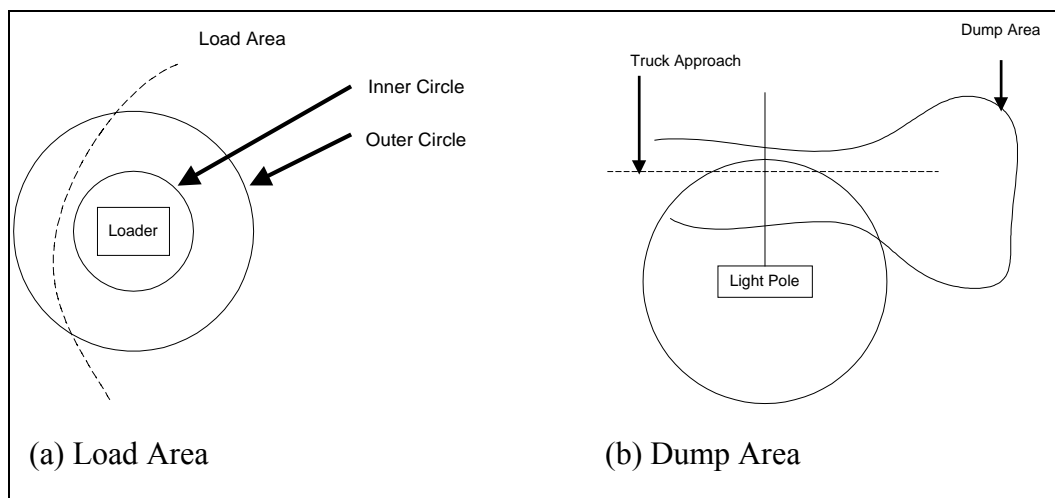 Load Area
Inner Circle
Outer Circle
Loader
(a) Load Area
Dump Area
Truck Approach
Light Pole
(b) Dump Area